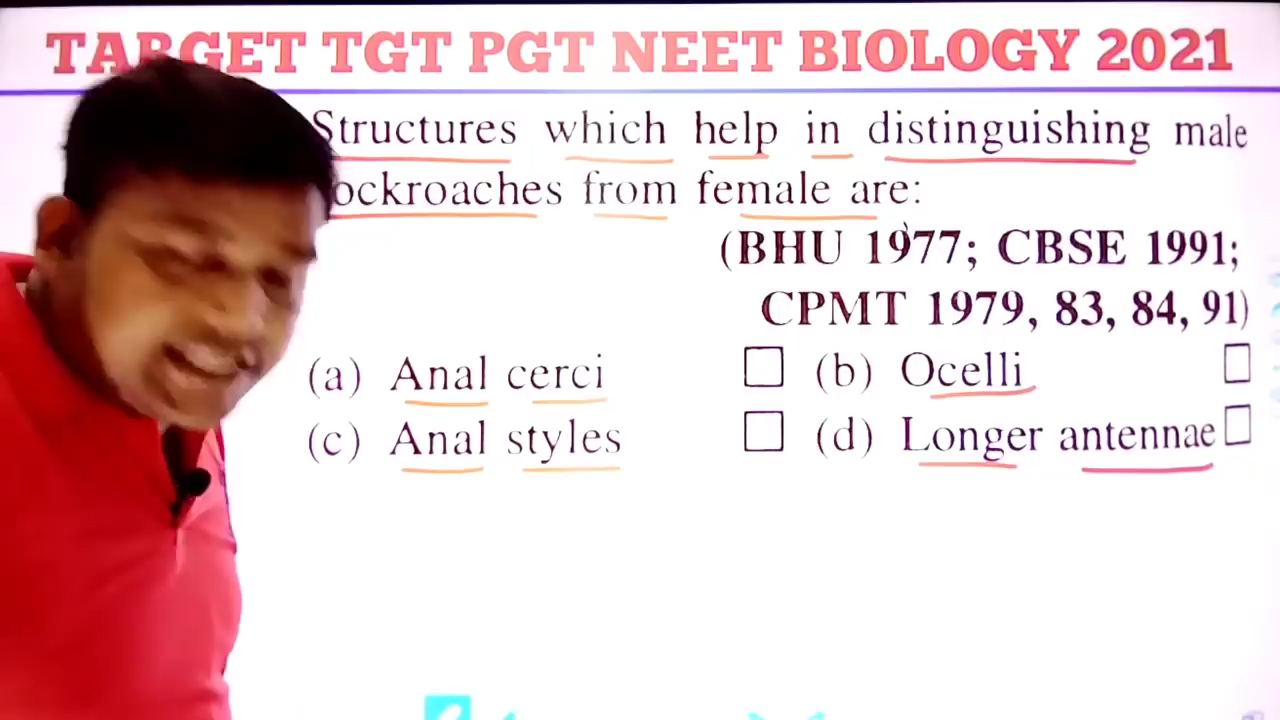 TARGET TGT PGT NEET BIOLOGY 2021
Structures which help in distinguishing male
ockroaches from female are:
(BHU 1977; CBSE 1991;
CPMT 1979, 83, 84, 91)
(a) Anal cerci (b) Ocelli
(c) Anal styles (d) Longer antennae